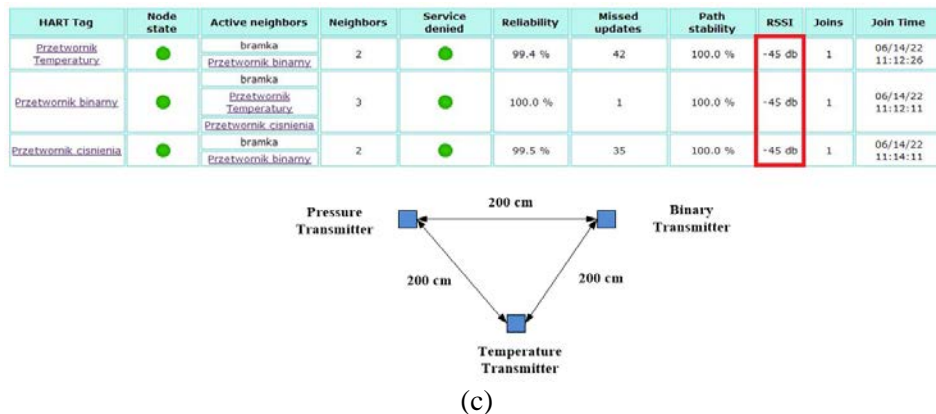 HART Tag Node state Active neighbors Neighbors Service denied Reliability Missed updates Path stability RSSI Joins Join Time
Przetwornik Temperatury bramka Przetwornik binarny 2 99.4 % 42 100.0 % -45 db 1 06/14/22 11:12:26
Przetwornik binarny bramka Przetwornik Temperatury Przetwornik cisnienia 3 100.0 % 1 100.0 % -45 db 1 06/14/22 11:12:11
Przetwornik cisnienia bramka Przetwornik binarny 2 99.5 % 35 100.0 % -45 db 1 06/14/22 11:14:11
200 cm
Pressure Transmitter
Binary Transmitter
200 cm
200 cm
Temperature
Transmitter
(c)